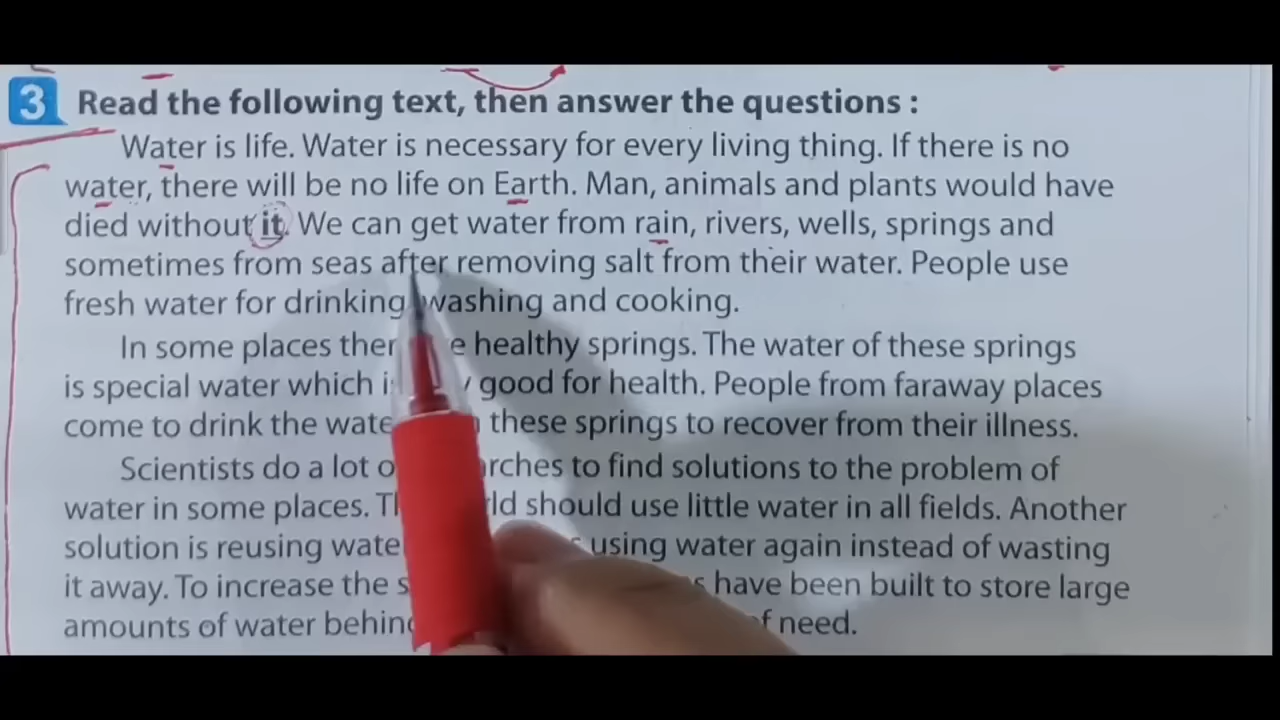 3 Read the following text, then answer the questions :
Water is life. Water is necessary for every living thing. If there is no
water, there will be no life on Earth. Man, animals and plants would have
died without it. We can get water from rain, rivers, wells, springs and
sometimes from seas after removing salt from their water. People use
fresh water for drinking, washing and cooking.
In some places healthy springs. The water of these springs
is special water which good for health. People from faraway places
come to drink the these springs to recover from their illness.
Scientists do a lot to find solutions to the problem of
water in some places. should use little water in all fields. Another
solution is reusing using water again instead of wasting
it away. To increase the have been built to store large
amounts of water need.